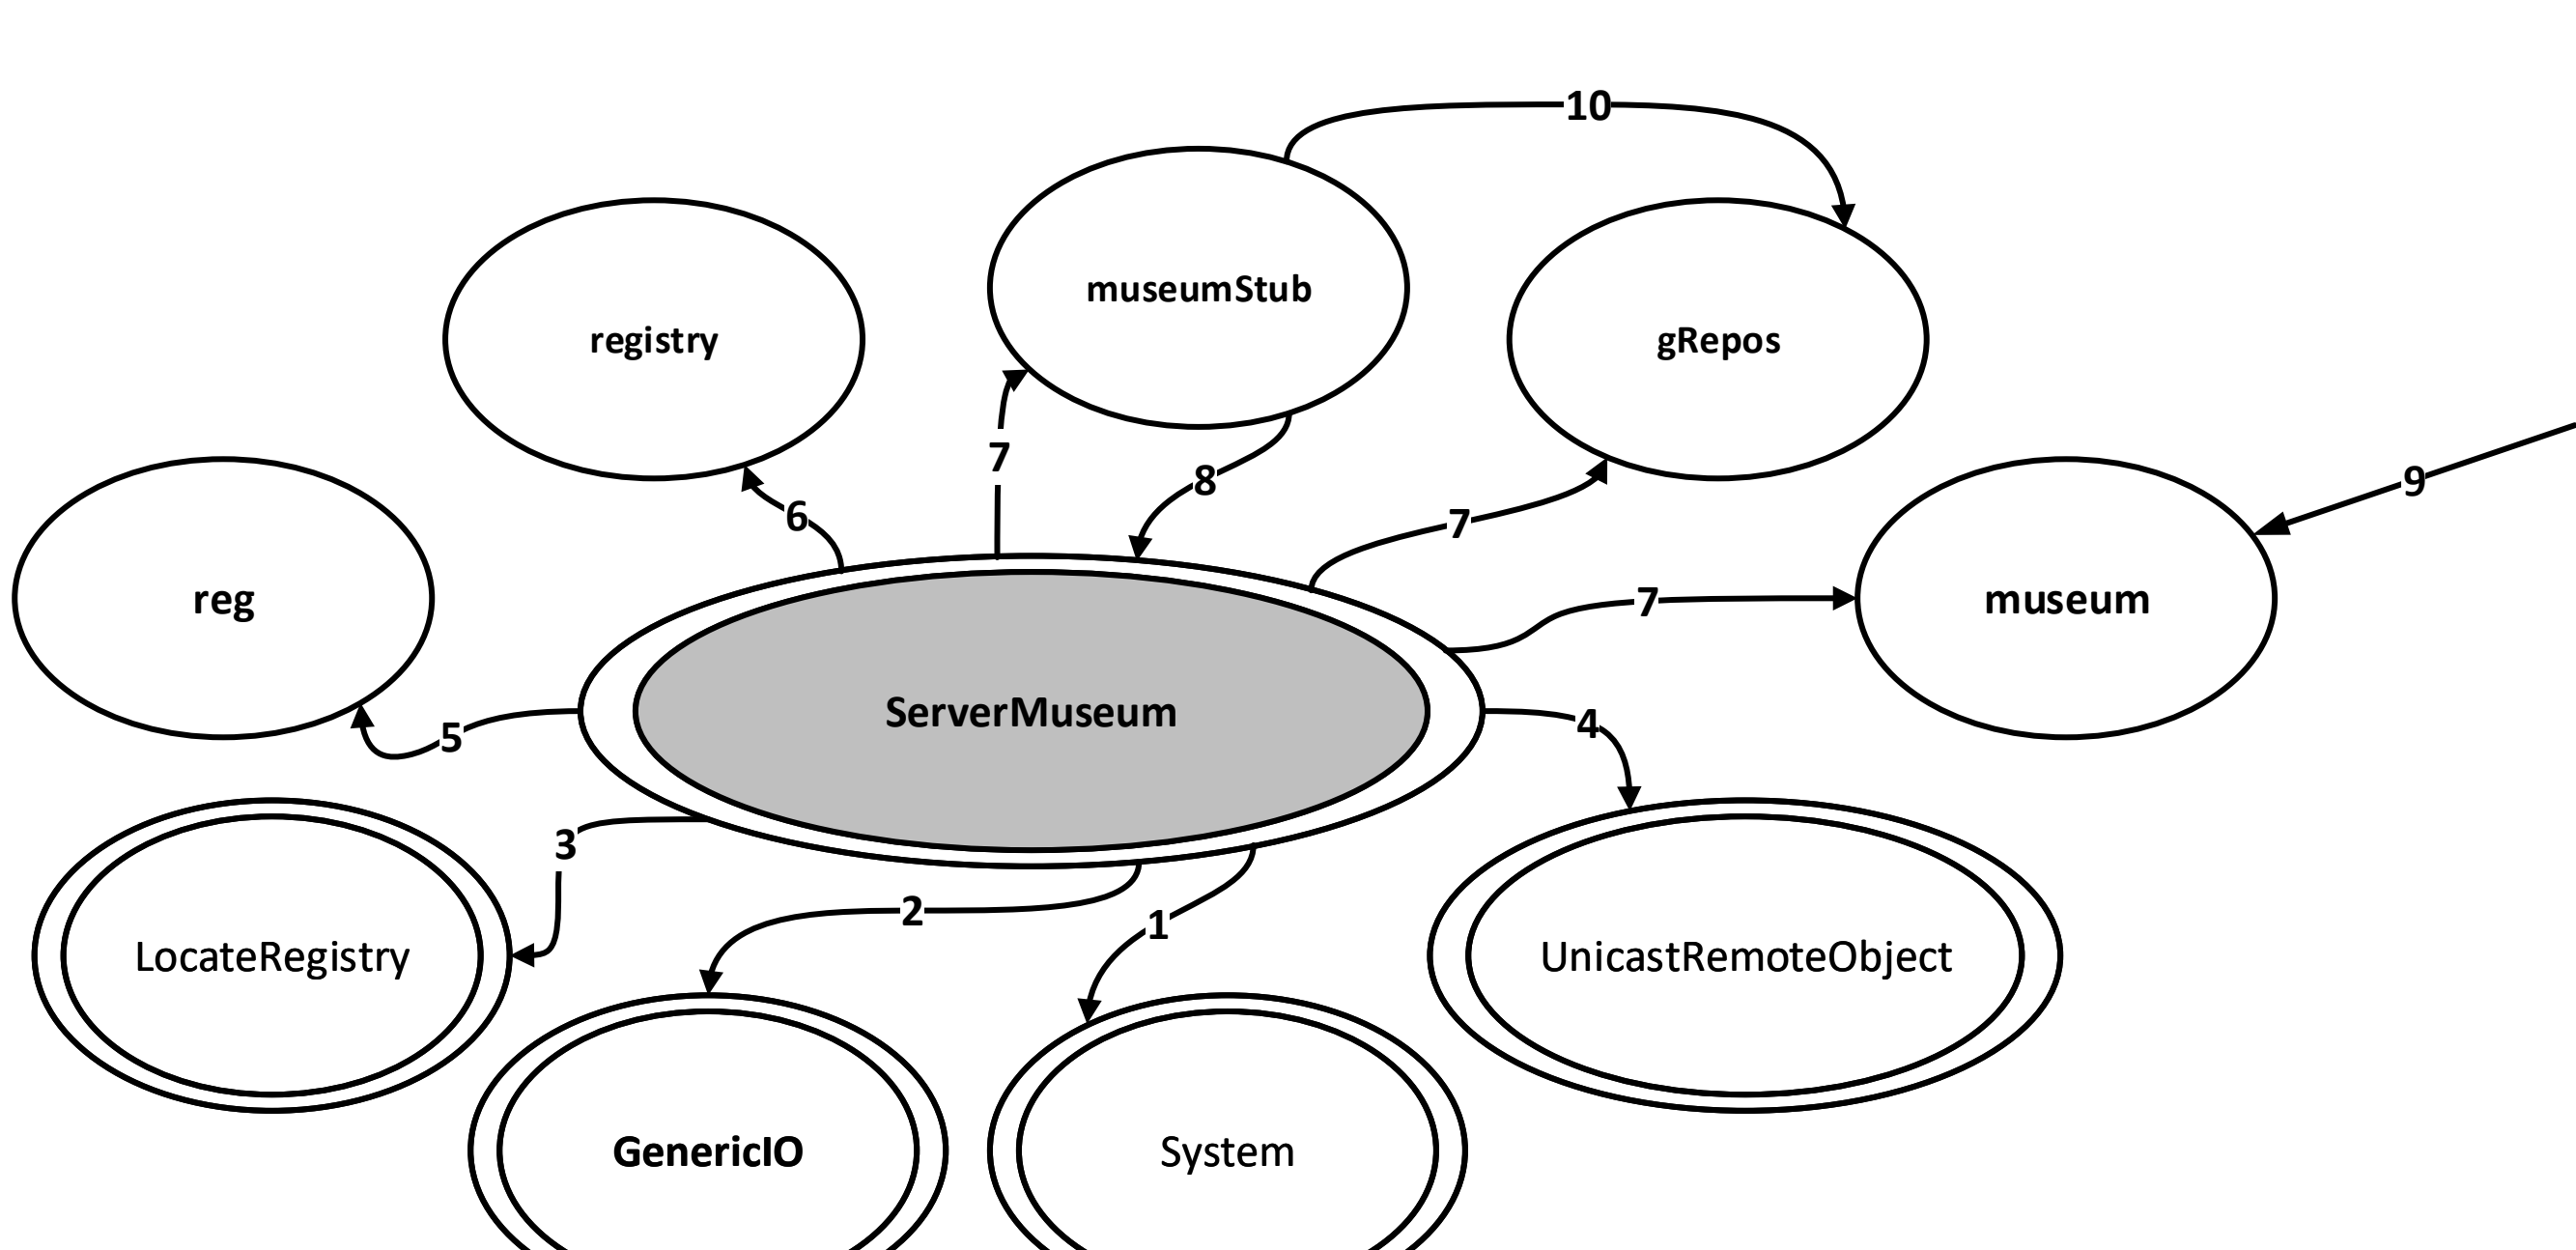 10
museumStub
registry
gRepos
7
8
9
6
7
reg
7
museum
ServerMuseum
5
4
3
2
1
LocateRegistry
UnicastRemoteObject
GenericIO
System